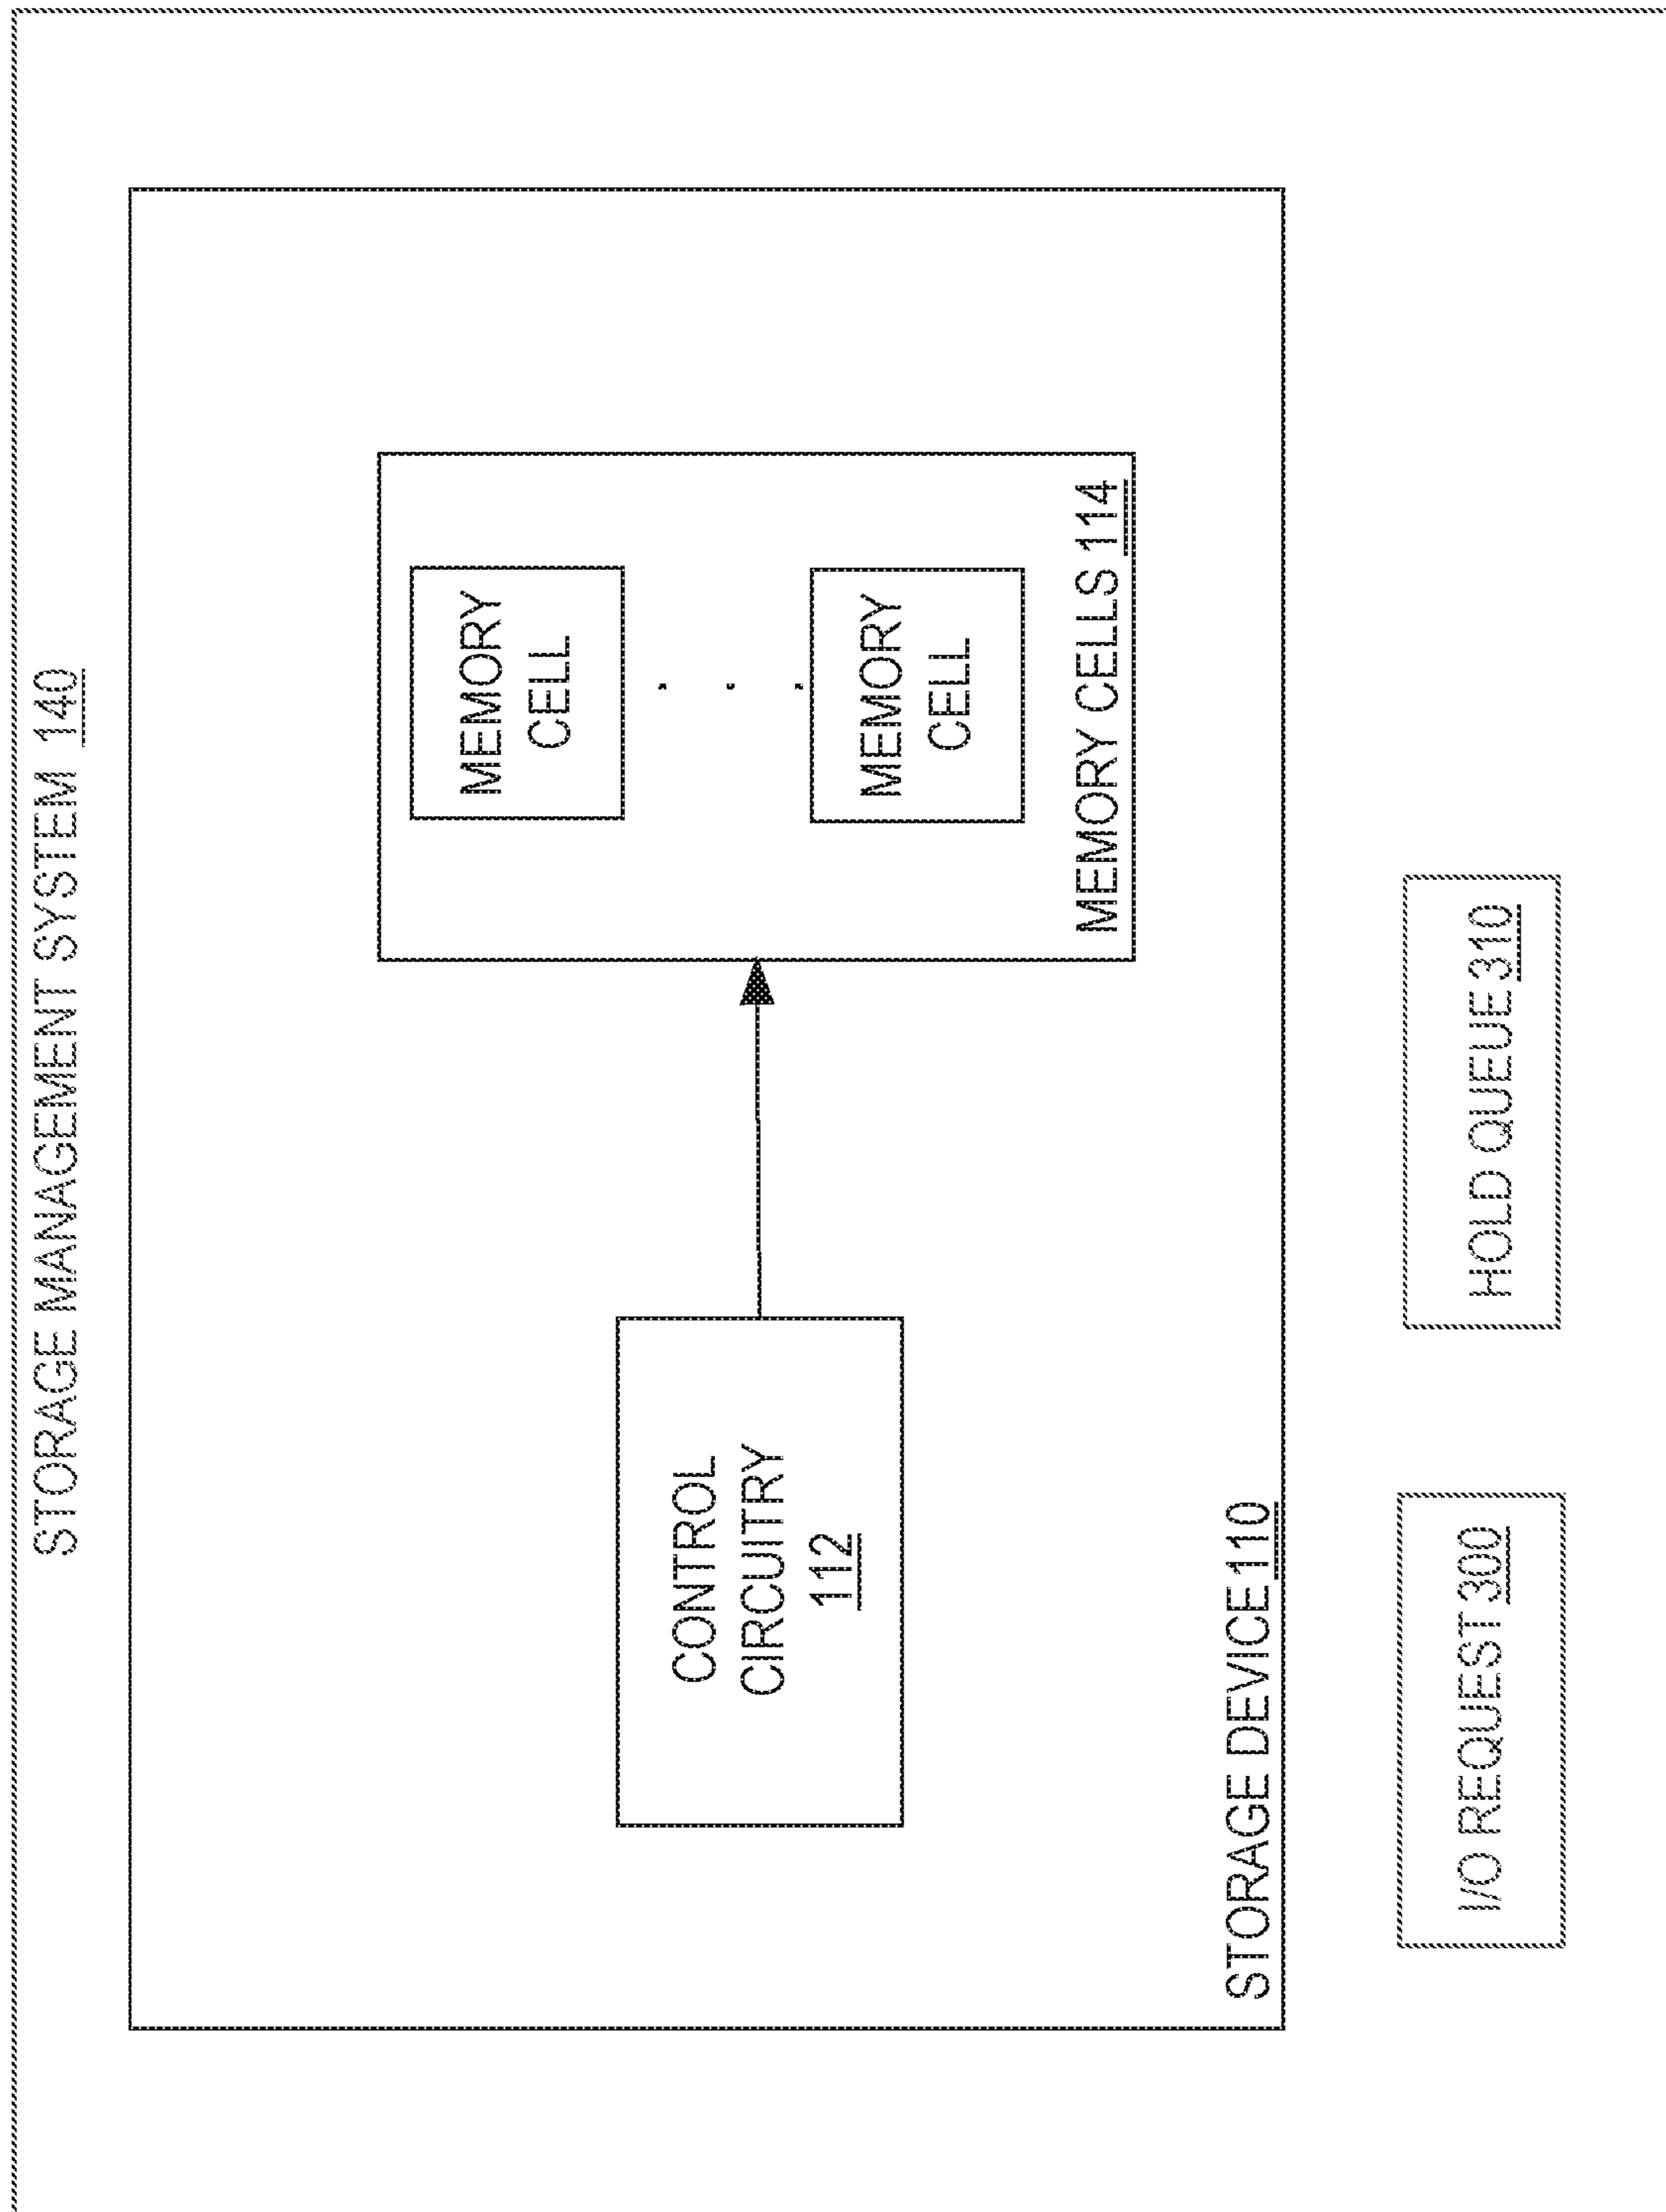 STORAGE MANAGEMENT SYSTEM 140
CONTROL
CIRCUITRY
112
MEMORY
CELL
. . .
MEMORY
CELL
MEMORY CELLS 114
STORAGE DEVICE 110
I/O REQUEST 300
HOLD QUEUE 310